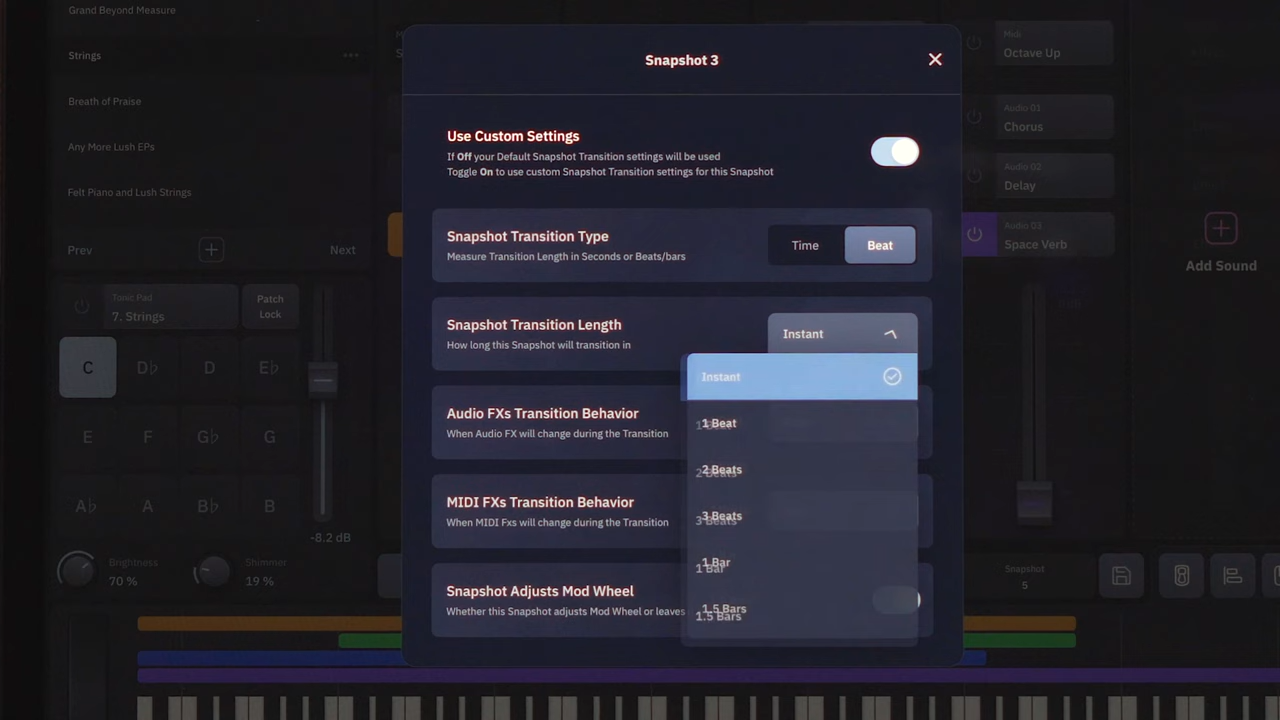 Grand Beyond Measure
Strings
Breath of Praise
Any More Lush EPs
Felt Piano and Lush Strings
Prev
Next
Tonic Pad
7. Strings
Patch
Lock
C
D♭
D
E♭
E
F
G♭
G
A♭
A
B♭
B
-8.2 dB
Brightness
70 %
Shimmer
19 %
Snapshot 3
Use Custom Settings
If Off your Default Snapshot Transition settings will be used
Toggle On to use custom Snapshot Transition settings for this Snapshot
Snapshot Transition Type
Measure Transition Length in Seconds or Beats/bars
Time
Beat
Snapshot Transition Length
How long this Snapshot will transition in
Instant
Instant
1 Beat
2 Beats
3 Beats
1 Bar
1.5 Bars
Audio FXs Transition Behavior
When Audio FX will change during the Transition
MIDI FXs Transition Behavior
When MIDI Fxs will change during the Transition
Snapshot Adjusts Mod Wheel
Whether this Snapshot adjusts Mod Wheel or leaves
Midi
Octave Up
Audio 01
Chorus
Audio 02
Delay
Audio 03
Space Verb
Add Sound
Snapshot
5